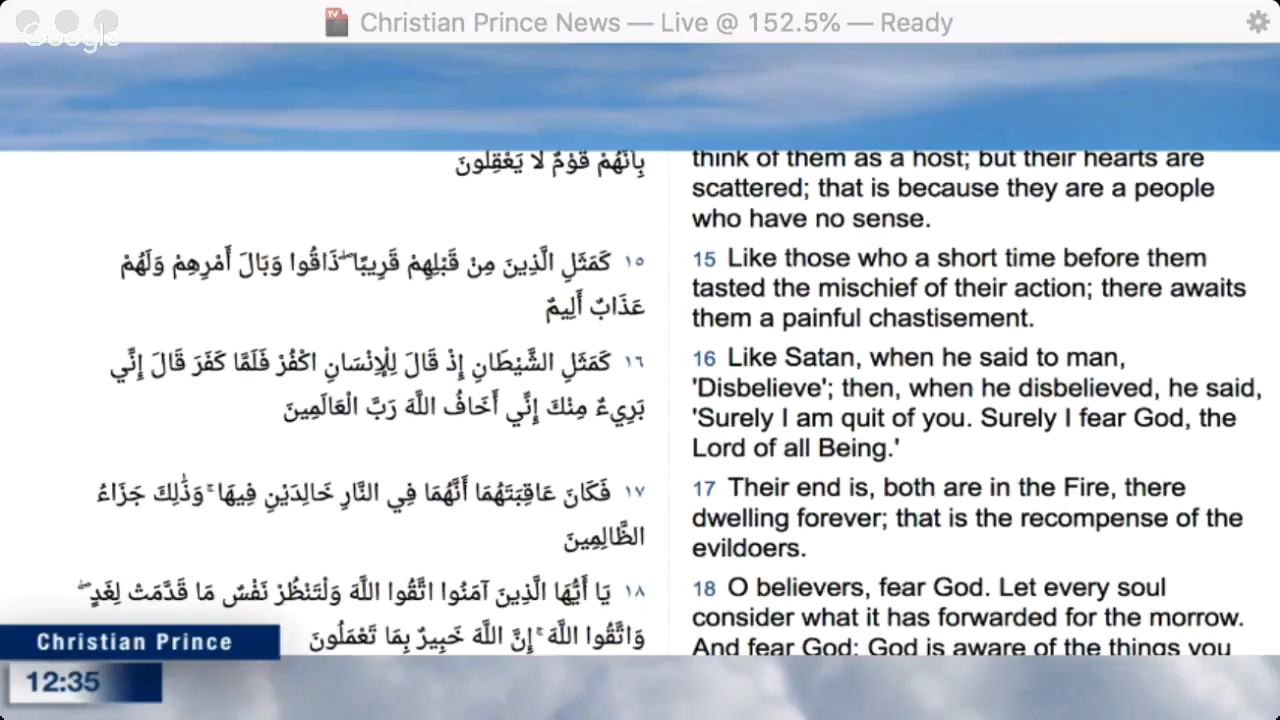 Christian Prince News — Live @ 152.5% — Ready
Google
TV
بِأَنَّهُمْ قَوْمٌ لَا يَعْقِلُونَ
١٥ كَمَثَلِ الَّذِينَ مِنْ قَبْلِهِمْ قَرِيبًا ۖ ذَاقُوا وَبَالَ أَمْرِهِمْ وَلَهُمْ
عَذَابٌ أَلِيمٌ
١٦ كَمَثَلِ الشَّيْطَانِ إِذْ قَالَ لِلْإِنْسَانِ اكْفُرْ فَلَمَّا كَفَرَ قَالَ إِنِّي
بَرِيءٌ مِنْكَ إِنِّي أَخَافُ اللَّهَ رَبَّ الْعَالَمِينَ
١٧ فَكَانَ عَاقِبَتَهُمَا أَنَّهُمَا فِي النَّارِ خَالِدَيْنِ فِيهَا ۚ وَذَٰلِكَ جَزَاءُ
الظَّالِمِينَ
١٨ يَا أَيُّهَا الَّذِينَ آمَنُوا اتَّقُوا اللَّهَ وَلْتَنْظُرْ نَفْسٌ مَا قَدَّمَتْ لِغَدٍ ۖ
وَاتَّقُوا اللَّهَ ۚ إِنَّ اللَّهَ خَبِيرٌ بِمَا تَعْمَلُونَ
think of them as a host; but their hearts are
scattered; that is because they are a people
who have no sense.
15 Like those who a short time before them
tasted the mischief of their action; there awaits
them a painful chastisement.
16 Like Satan, when he said to man,
'Disbelieve'; then, when he disbelieved, he said,
'Surely I am quit of you. Surely I fear God, the
Lord of all Being.'
17 Their end is, both are in the Fire, there
dwelling forever; that is the recompense of the
evildoers.
18 O believers, fear God. Let every soul
consider what it has forwarded for the morrow.
And fear God; God is aware of the things you
Christian Prince
12:35